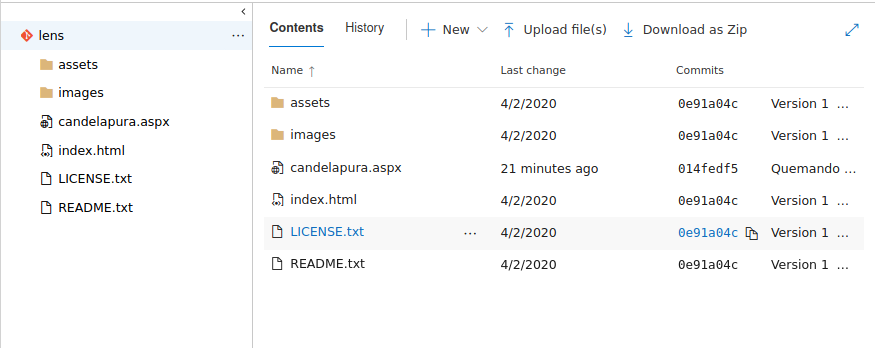 lens
assets
images
candelapura.aspx
index.html
LICENSE.txt
README.txt
Contents History New Upload file(s) Download as Zip
Name ↑ Last change Commits
assets 4/2/2020 0e91a04c Version 1 ...
images 4/2/2020 0e91a04c Version 1 ...
candelapura.aspx 21 minutes ago 014fedf5 Quemando ...
index.html 4/2/2020 0e91a04c Version 1 ...
LICENSE.txt ... 4/2/2020 0e91a04c Version 1 ...
README.txt 4/2/2020 0e91a04c Version 1 ...